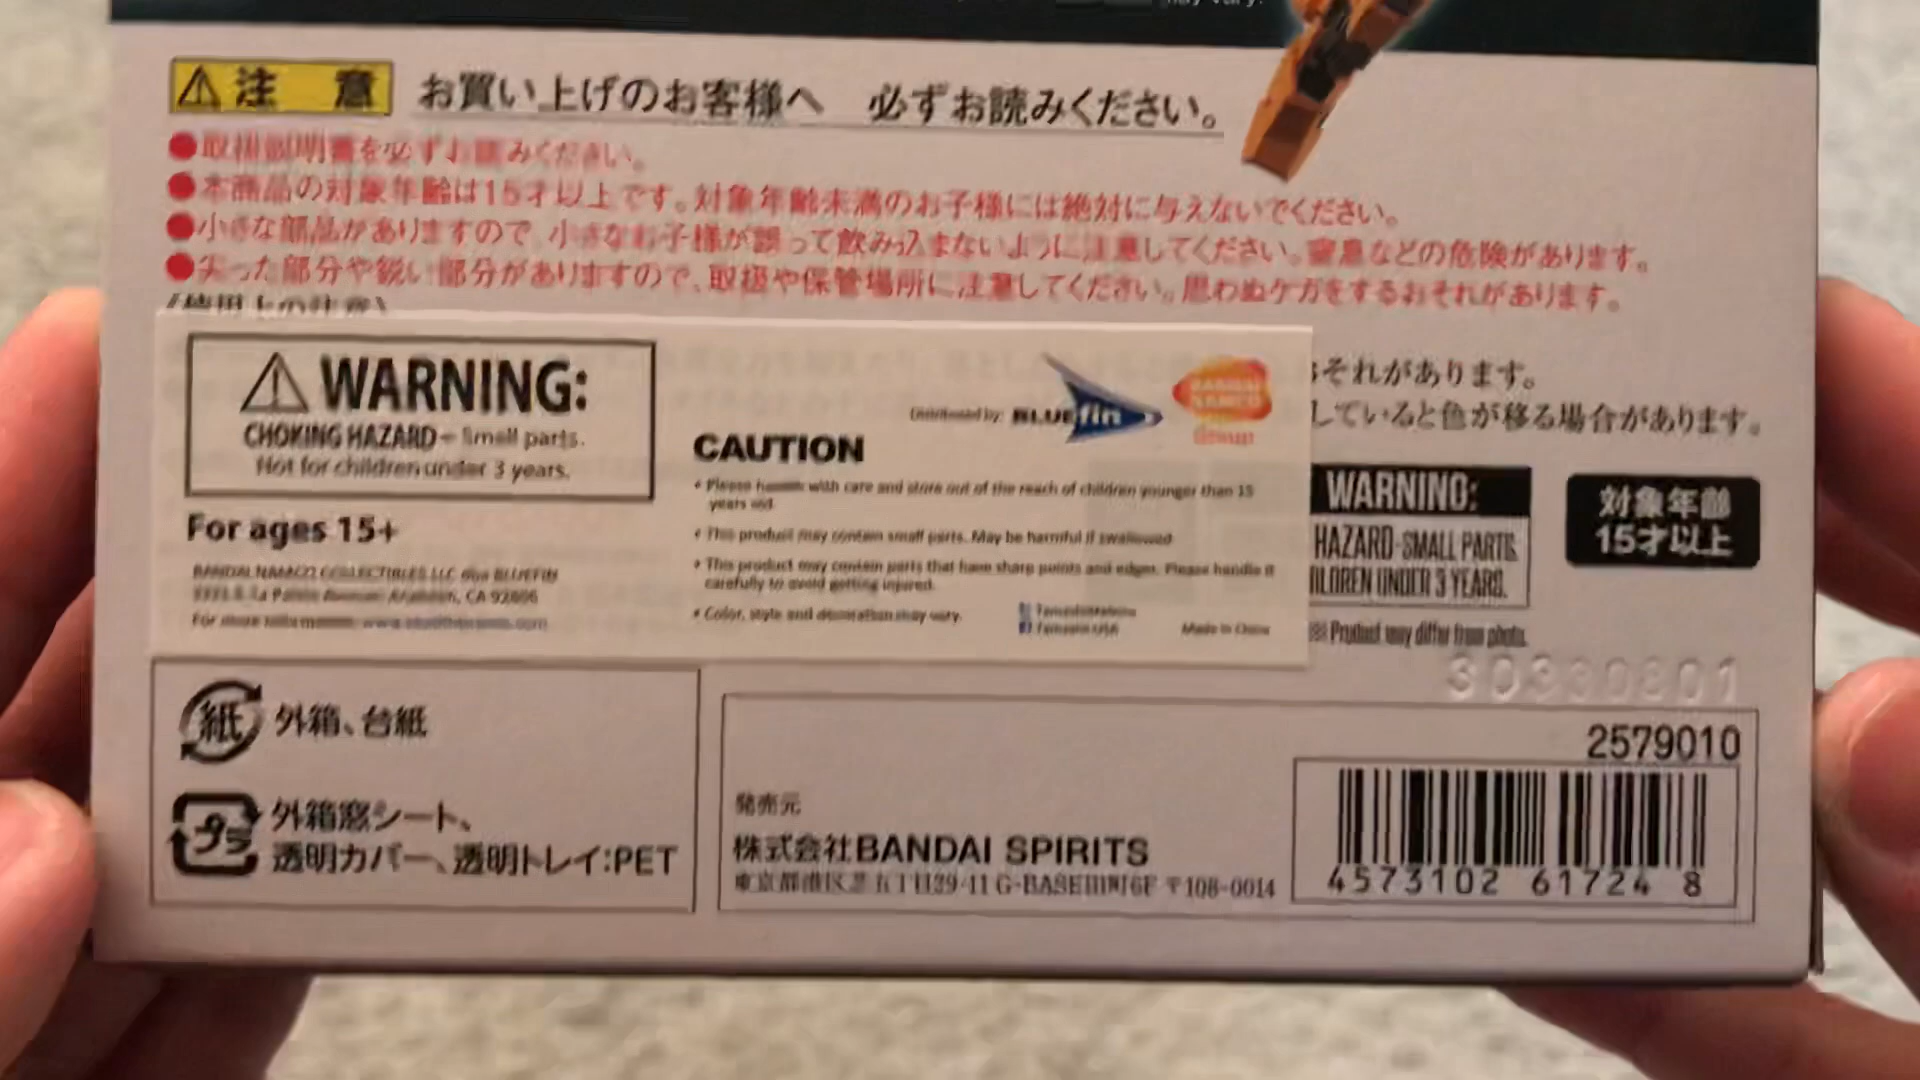 may vary.
注 意 お買い上げのお客様へ 必ずお読みください。
●取扱説明書を必ずお読みください。
●本商品の対象年齢は15才以上です。対象年齢未満のお子様には絶対に与えないでください。
●小さな部品がありますので、小さなお子様が誤って飲み込まないように注意してください。窒息などの危険があります。
●尖った部分や鋭い部分がありますので、取扱や保管場所に注意してください。思わぬケガをするおそれがあります。
WARNING:
CHOKING HAZARD – Small parts.
Not for children under 3 years.
For ages 15+
BANDAI NAMCO COLLECTIBLES LLC dba BLUEFIN
Anaheim, CA 92806
For more information:
Distributed by: BLUEfin
BANDAI NAMCO Group
CAUTION
• Please handle with care and store out of the reach of children younger than 15
years old.
• This product may contain small parts. May be harmful if swallowed.
• This product may contain parts that have sharp points and edges. Please handle it
carefully to avoid getting injured.
• Color, style and decoration may vary.
Made in China
それがあります。
していると色が移る場合があります。
WARNING:
HAZARD-SMALL PARTS
UNDER 3 YEARS.
Product may differ from photo.
対象年齢
15才以上
紙 外箱、台紙
プラ 外箱窓シート、
透明カバー、透明トレイ:PET
2579010
発売元
株式会社BANDAI SPIRITS
東京都港区芝5丁目29-11 G-BASE田町6F 〒108-0014
4573102 617248